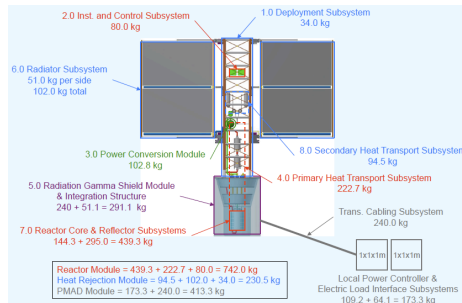 2.0 Inst. and Control Subsystem
80.0 kg
1.0 Deployment Subsystem
34.0 kg
6.0 Radiator Subsystem
51.0 kg per side
102.0 kg total
3.0 Power Conversion Module
102.8 kg
8.0 Secondary Heat Transport Subsystem
94.5 kg
5.0 Radiation Gamma Shield Module
& Integration Structure
240 + 51.1 = 291.1 kg
4.0 Primary Heat Transport Subsystem
222.7 kg
7.0 Reactor Core & Reflector Subsystems
144.3 + 295.0 = 439.3 kg
Trans. Cabling Subsystem
240.0 kg
1x1x1m
1x1x1m
Reactor Module = 439.3 + 222.7 + 80.0 = 742.0 kg
Heat Rejection Module = 94.5 + 102.0 + 34.0 = 230.5 kg
PMAD Module = 173.3 + 240.0 = 413.3 kg
Local Power Controller &
Electric Load Interface Subsystems
109.2 + 64.1 = 173.3 kg